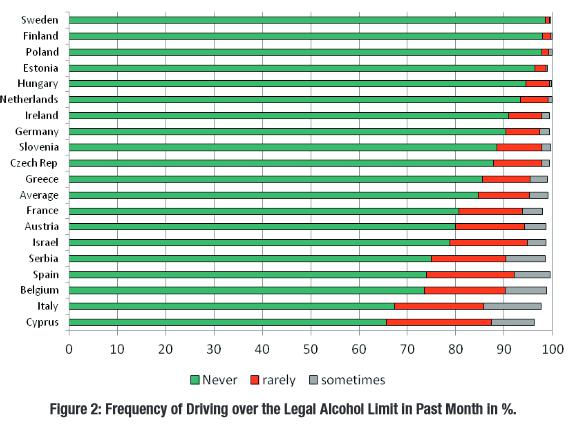 Sweden
Finland
Poland
Estonia
Hungary
Netherlands
Ireland
Germany
Slovenia
Czech Rep
Greece
Average
France
Austria
Israel
Serbia
Spain
Belgium
Italy
Cyprus
0 10 20 30 40 50 60 70 80 90 100
Never rarely sometimes
Figure 2: Frequency of Driving over the Legal Alcohol Limit in Past Month in %.